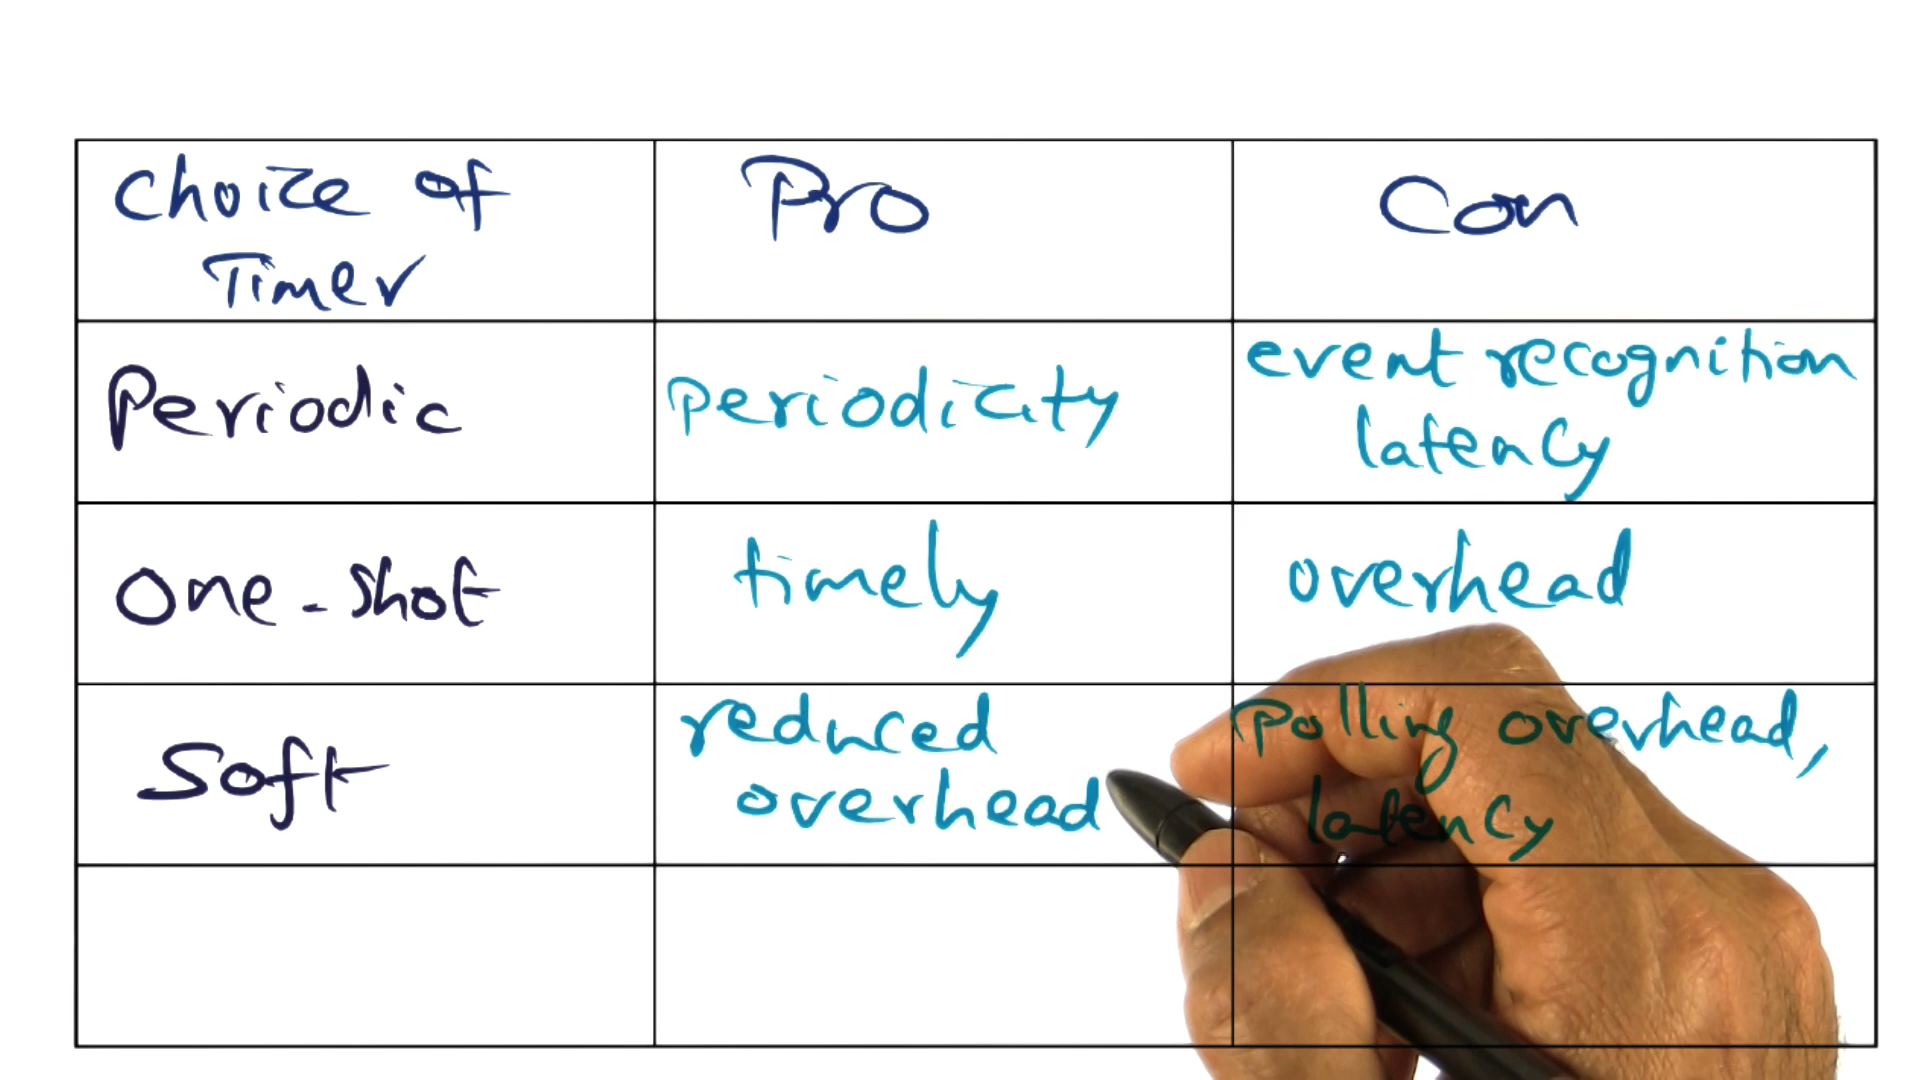 Choice of Timer
Pro
Con
Periodic
periodicity
event recognition
latency
One-Shot
timely
overhead
Soft
reduced
overhead
Polling overhead,
latency